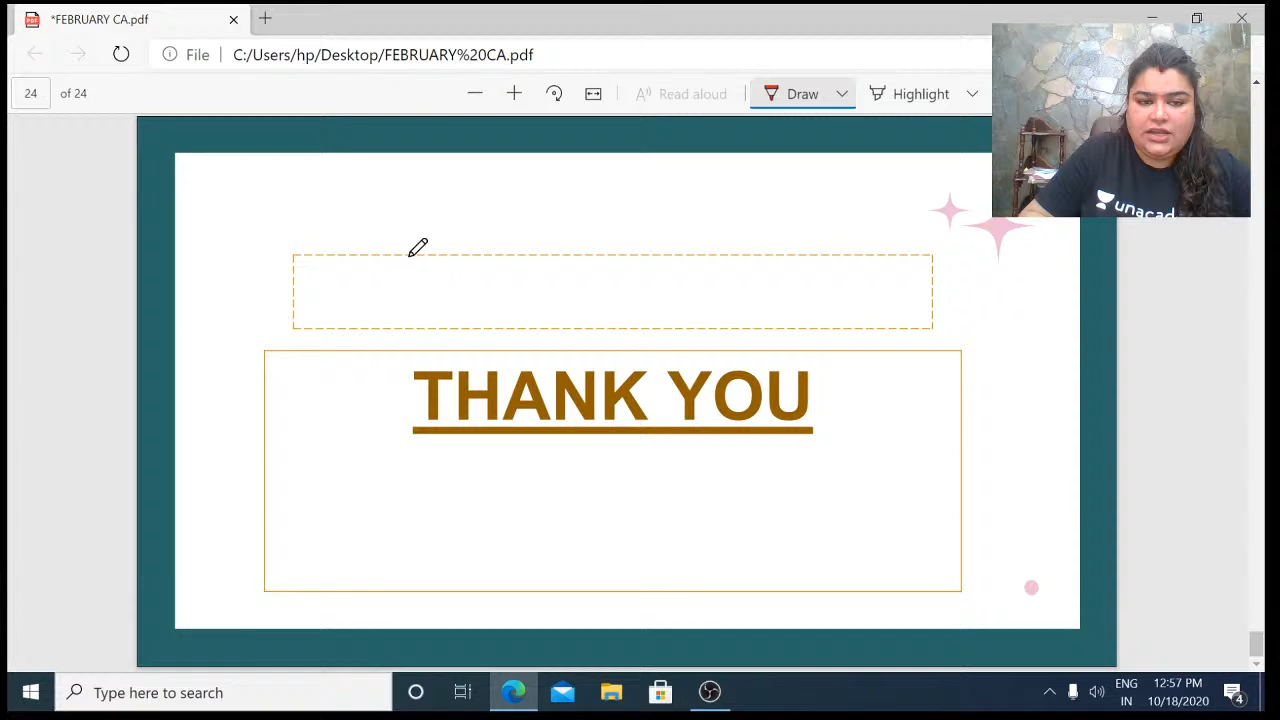 *FEBRUARY CA.pdf
File C:/Users/hp/Desktop/FEBRUARY%20CA.pdf
24 of 24
Read aloud
Draw
Highlight
unacad
THANK YOU
Type here to search
ENG
IN
12:57 PM
10/18/2020
4